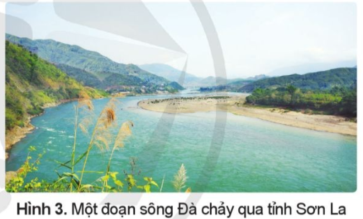 Hình 3. Một đoạn sông Đà chảy qua tỉnh Sơn La